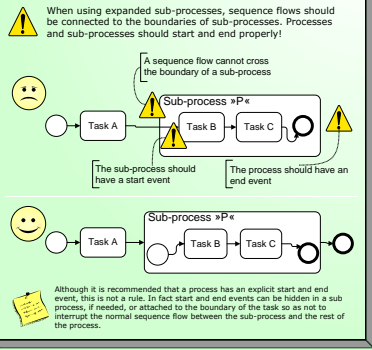 When using expanded sub-processes, sequence flows should
be connected to the boundaries of sub-processes. Processes
and sub-processes should start and end properly!
A sequence flow cannot cross
the boundary of a sub-process
Sub-process »P«
Task A
Task B
Task C
The sub-process should
have a start event
The process should have an
end event
Sub-process »P«
Task A
Task B
Task C
Although it is recommended that a process has an explicit start and end
event, this is not a rule. In fact start and end events can be hidden in a sub
process, if needed, or attached to the boundary of the task so as not to
interrupt the normal sequence flow between the sub-process and the rest of
the process.